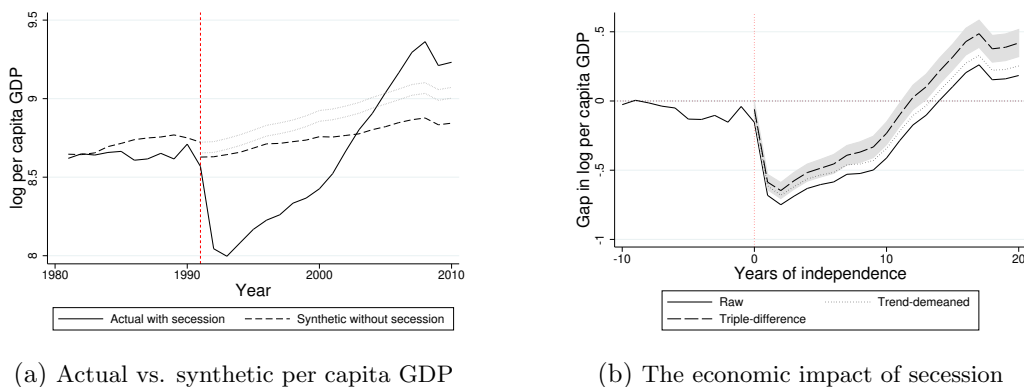 9.5
9
8.5
8
log per capita GDP
1980
1990
2000
2010
Year
Actual with secession
Synthetic without secession
(a) Actual vs. synthetic per capita GDP
.5
0
-.5
-1
Gap in log per capita GDP
-10
0
10
20
Years of independence
Raw
Trend-demeaned
Triple-difference
(b) The economic impact of secession